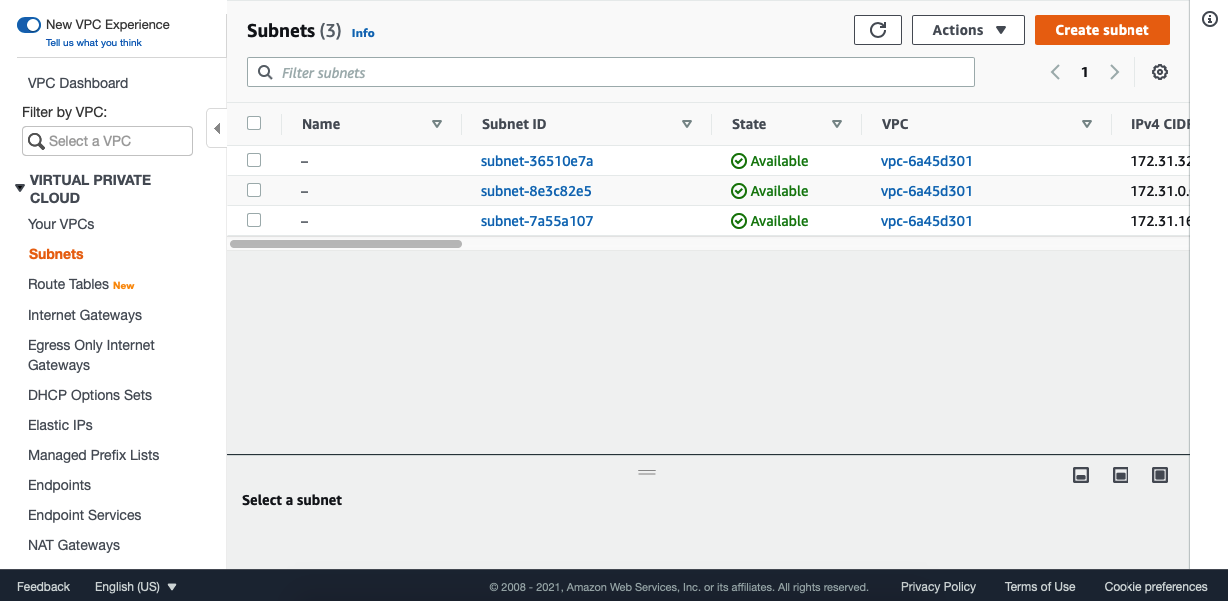 New VPC Experience
Tell us what you think
VPC Dashboard
Filter by VPC:
Select a VPC
VIRTUAL PRIVATE
CLOUD
Your VPCs
Subnets
Route Tables New
Internet Gateways
Egress Only Internet
Gateways
DHCP Options Sets
Elastic IPs
Managed Prefix Lists
Endpoints
Endpoint Services
NAT Gateways
Subnets (3) Info
Actions
Create subnet
Filter subnets
1
Name Subnet ID State VPC IPv4 CIDR
– subnet-36510e7a Available vpc-6a45d301 172.31.32
– subnet-8e3c82e5 Available vpc-6a45d301 172.31.0.
– subnet-7a55a107 Available vpc-6a45d301 172.31.16
Select a subnet
Feedback English (US) © 2008 - 2021, Amazon Web Services, Inc. or its affiliates. All rights reserved. Privacy Policy Terms of Use Cookie preferences